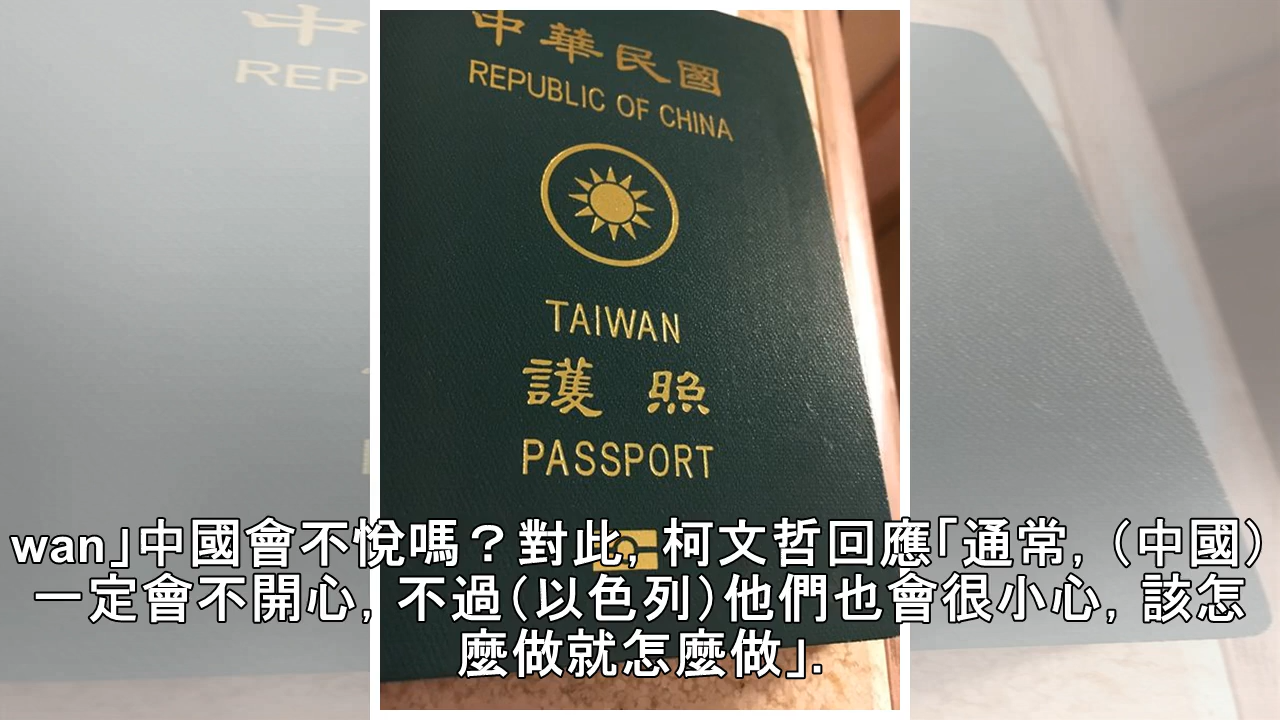 中
REP
中華民國
REPUBLIC OF CHINA
TAIWAN
護照
PASSPORT
wan」中國會不悅嗎？對此, 柯文哲回應「通常, (中國)
一定會不開心, 不過(以色列)他們也會很小心, 該怎
麼做就怎麼做」.